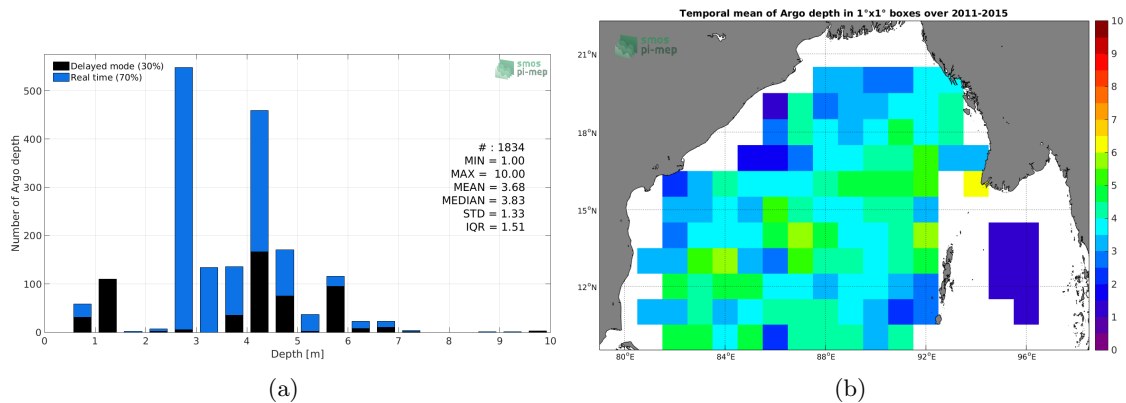 smos
pi-mep
Delayed mode (30%)
Real time (70%)
# : 1834
MIN = 1.00
MAX = 10.00
MEAN = 3.68
MEDIAN = 3.83
STD = 1.33
IQR = 1.51
Number of Argo depth
500
400
300
200
100
0
0 1 2 3 4 5 6 7 8 9 10
Depth [m]
(a)
Temporal mean of Argo depth in 1°x1° boxes over 2011-2015
smos
pi-mep
21°N
18°N
15°N
12°N
80°E 84°E 88°E 92°E 96°E
10
9
8
7
6
5
4
3
2
1
0
(b)